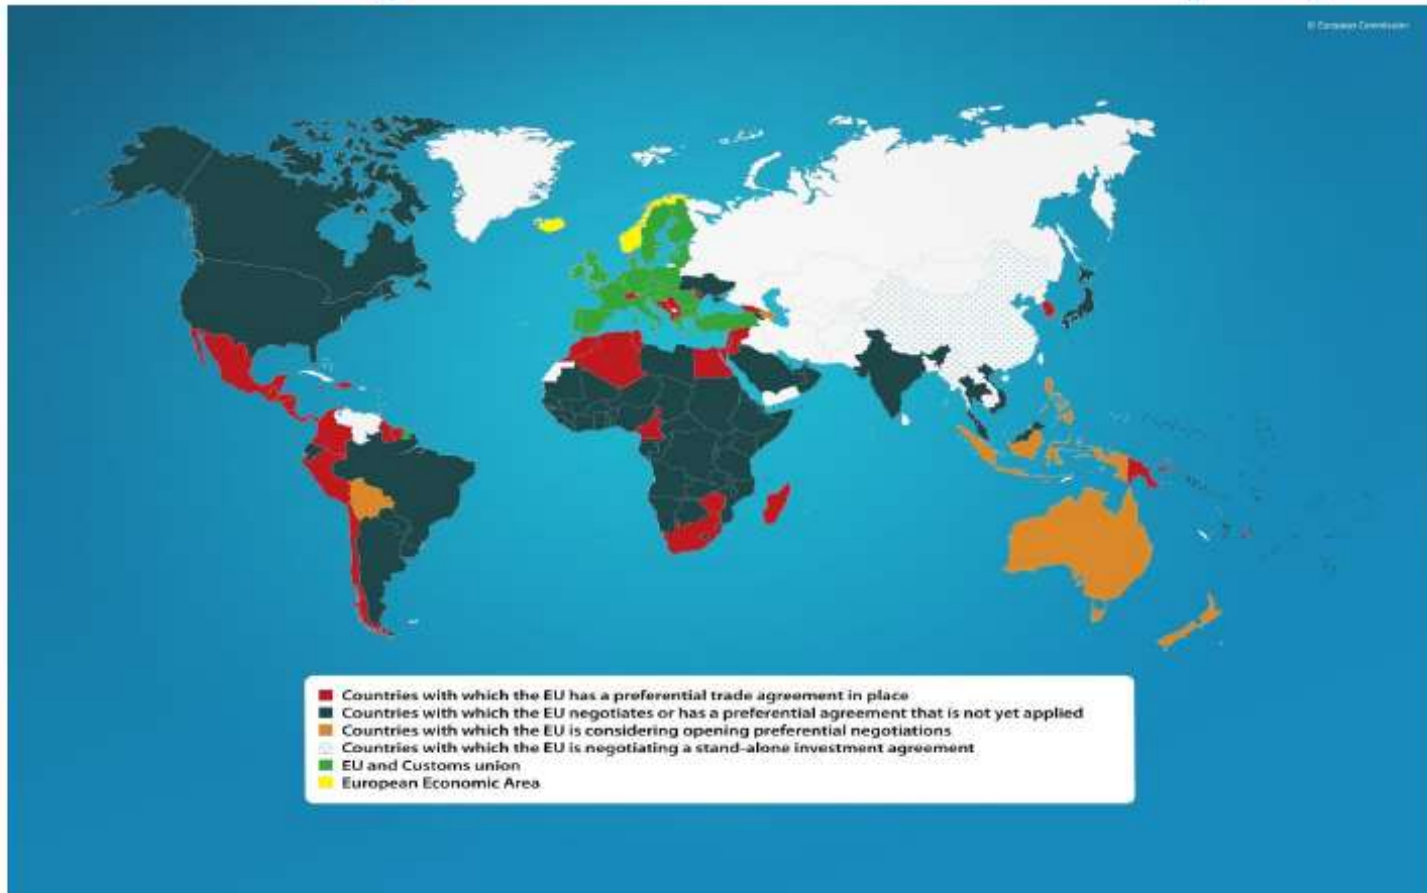 © European Commission
Countries with which the EU has a preferential trade agreement in place
Countries with which the EU negotiates or has a preferential agreement that is not yet applied
Countries with which the EU is considering opening preferential negotiations
Countries with which the EU is negotiating a stand-alone investment agreement
EU and Customs union
European Economic Area